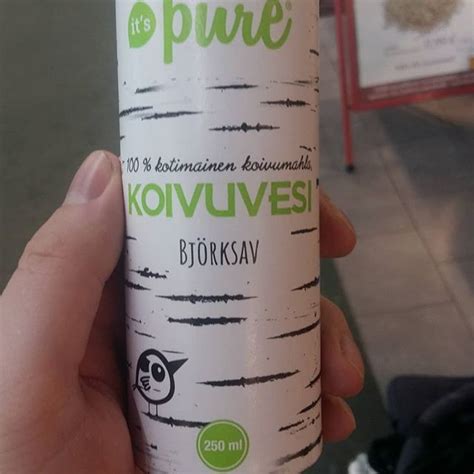 it's
pure®
100 % kotimainen koivumahla,
KOIVUVESI
BJÖRKSAV
250 ml